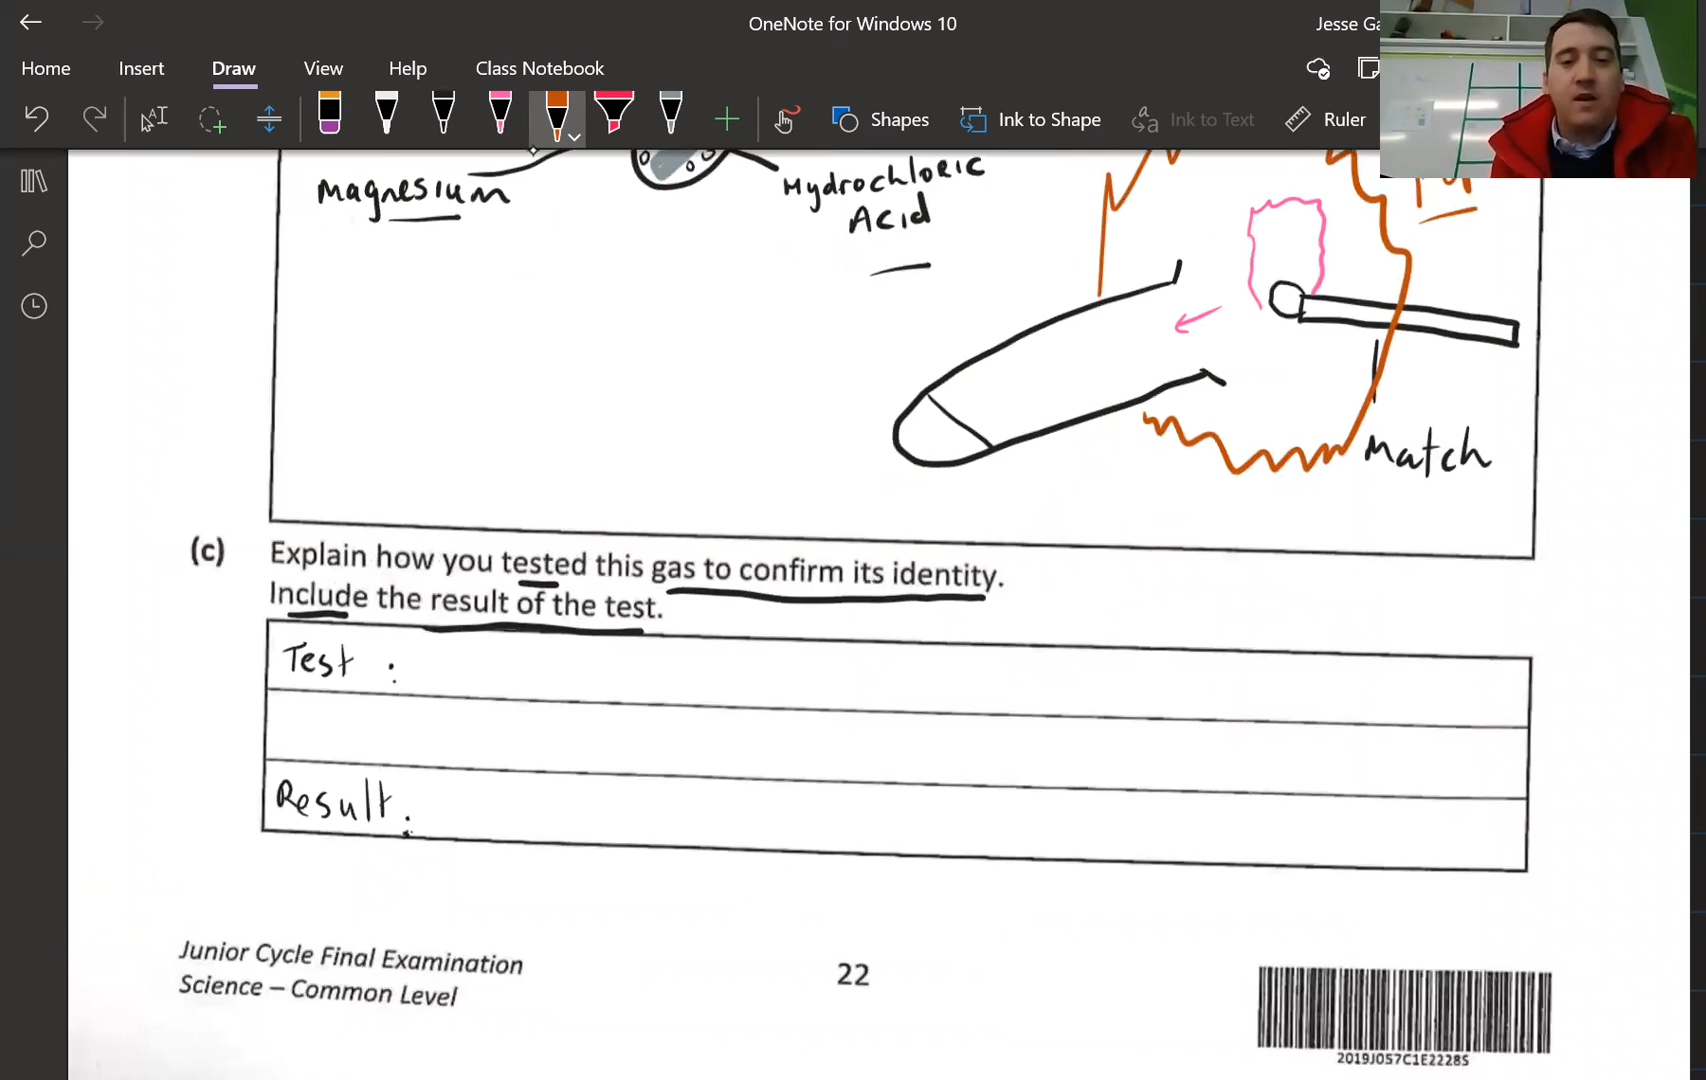 OneNote for Windows 10
Jesse Ga
Home Insert Draw View Help Class Notebook
Shapes Ink to Shape Ink to Text Ruler
Magnesium
Hydrochloric
Acid
Match
(c) Explain how you tested this gas to confirm its identity.
Include the result of the test.
Test :
Result.
Junior Cycle Final Examination
Science – Common Level
22
2019J057C1E2228S